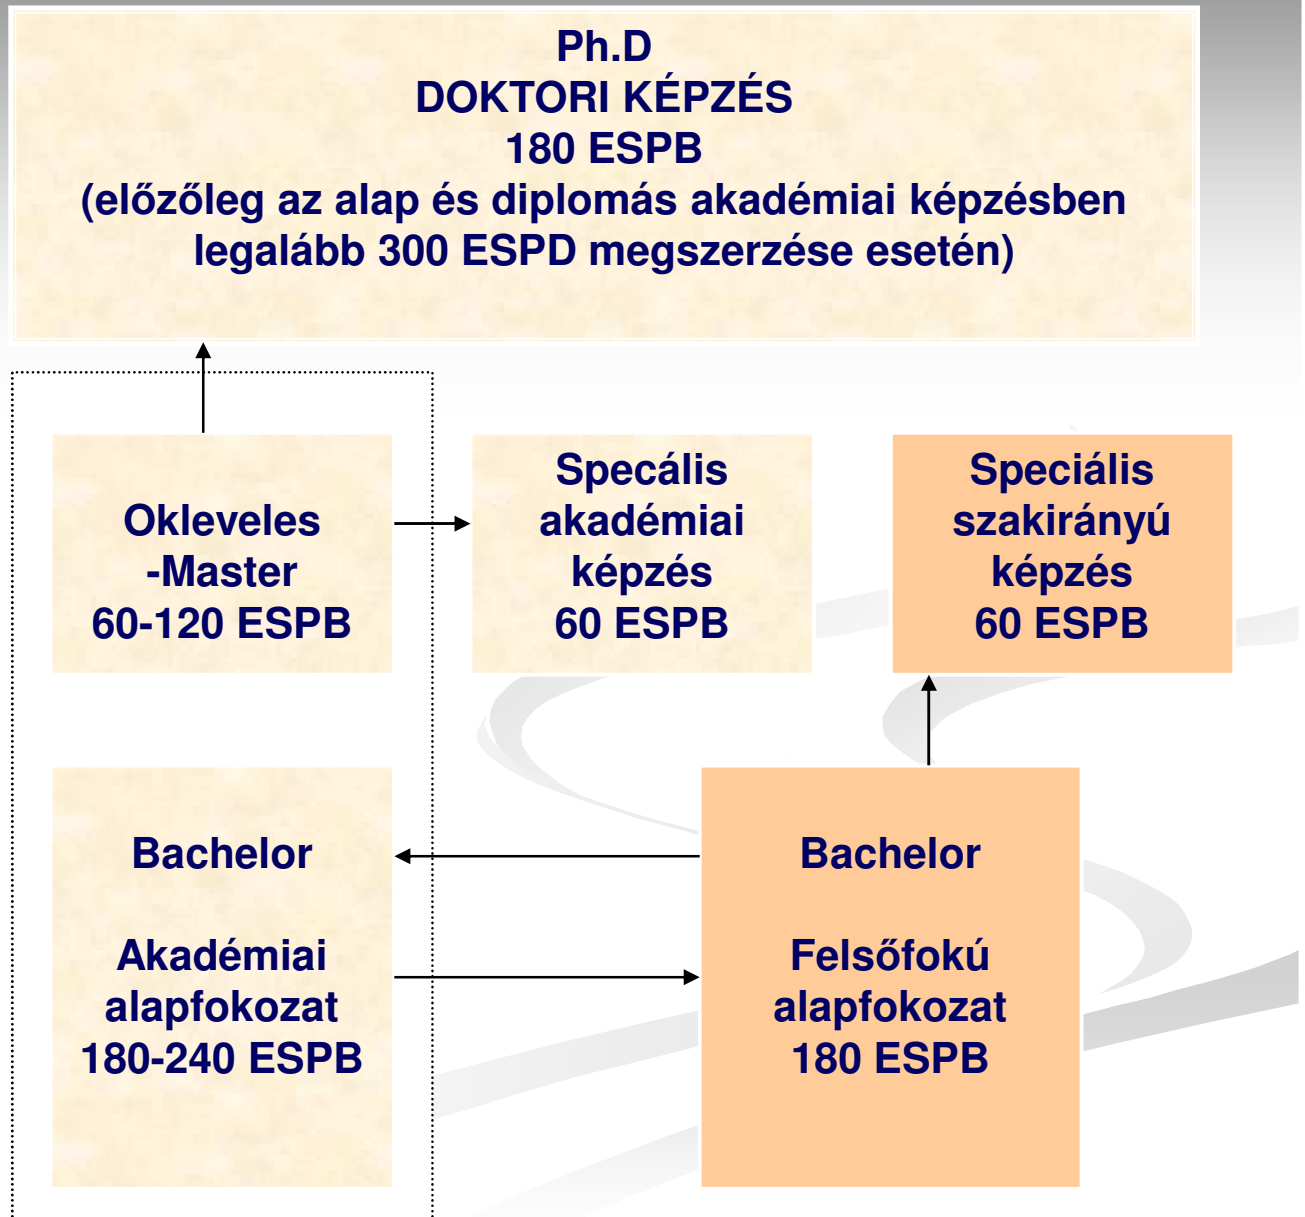 Ph.D
DOKTORI KÉPZÉS
180 ESPB
(előzőleg az alap és diplomás akadémiai képzésben
legalább 300 ESPD megszerzése esetén)
Okleveles
-Master
60-120 ESPB
Specális
akadémiai
képzés
60 ESPB
Speciális
szakirányú
képzés
60 ESPB
Bachelor
Akadémiai
alapfokozat
180-240 ESPB
Bachelor
Felsőfokú
alapfokozat
180 ESPB